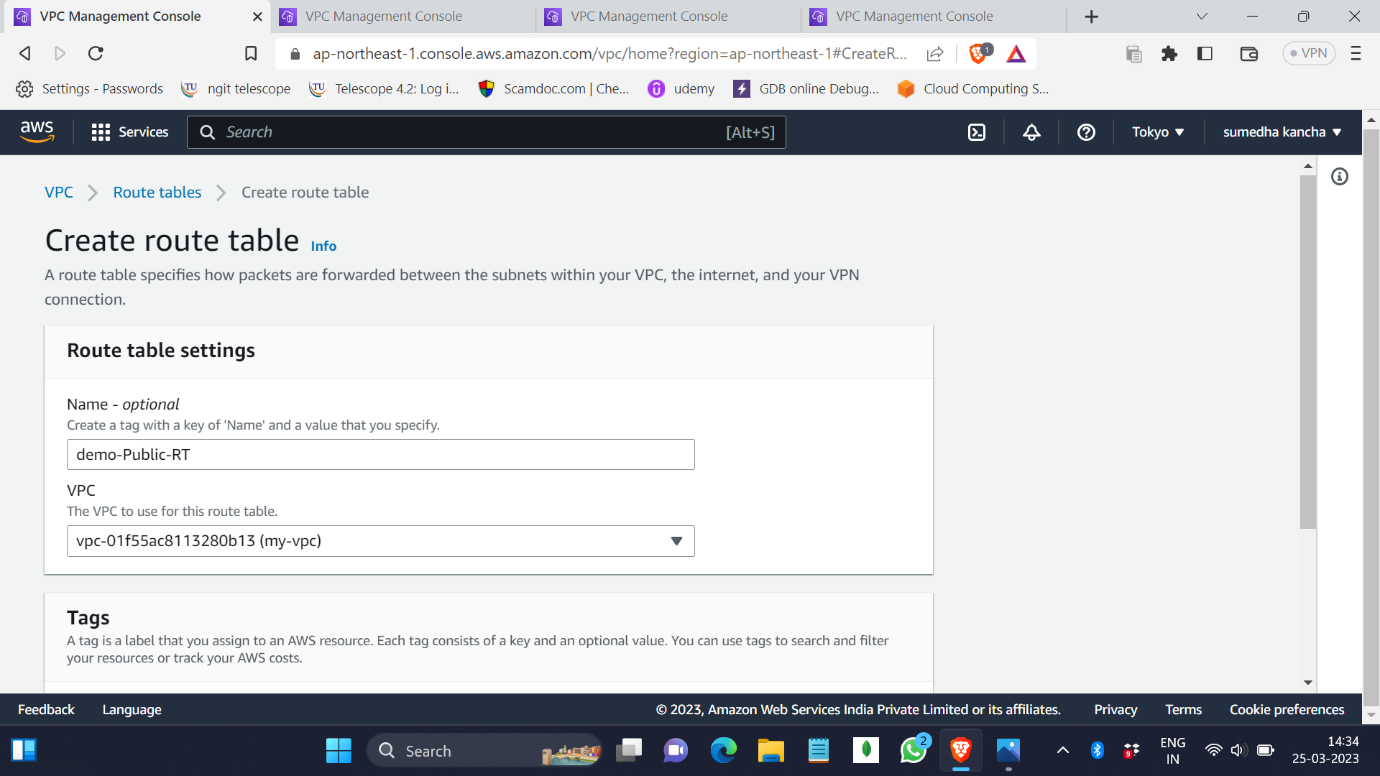 VPC Management Console
VPC Management Console
VPC Management Console
VPC Management Console
ap-northeast-1.console.aws.amazon.com/vpc/home?region=ap-northeast-1#CreateR...
1
VPN
Settings - Passwords
ngit telescope
Telescope 4.2: Log i...
Scamdoc.com | Che...
udemy
GDB online Debug...
Cloud Computing S...
aws
Services
Search
[Alt+S]
Tokyo
sumedha kancha
VPC
Route tables
Create route table
Create route table
Info
A route table specifies how packets are forwarded between the subnets within your VPC, the internet, and your VPN
connection.
Route table settings
Name - optional
Create a tag with a key of 'Name' and a value that you specify.
demo-Public-RT
VPC
The VPC to use for this route table.
vpc-01f55ac8113280b13 (my-vpc)
Tags
A tag is a label that you assign to an AWS resource. Each tag consists of a key and an optional value. You can use tags to search and filter
your resources or track your AWS costs.
Feedback
Language
© 2023, Amazon Web Services India Private Limited or its affiliates.
Privacy
Terms
Cookie preferences
Search
2
9
ENG
IN
14:34
25-03-2023